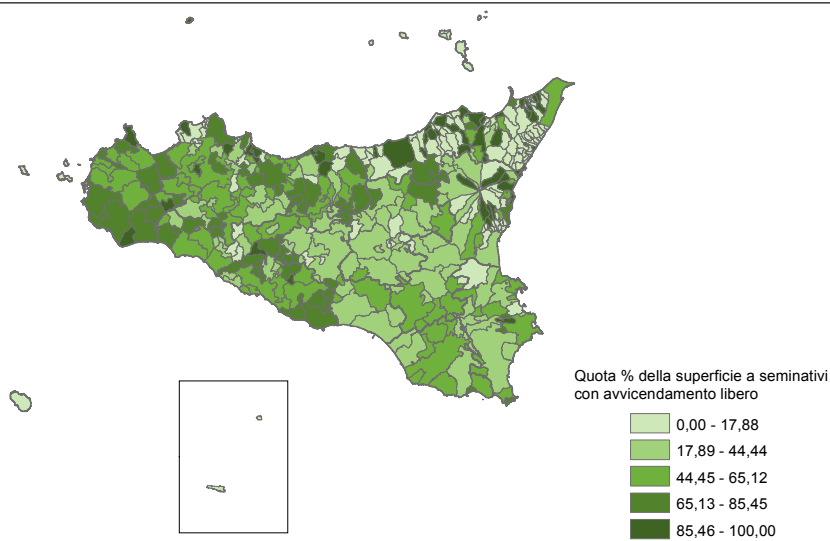 Quota % della superficie a seminativi
con avvicendamento libero
0,00 - 17,88
17,89 - 44,44
44,45 - 65,12
65,13 - 85,45
85,46 - 100,00